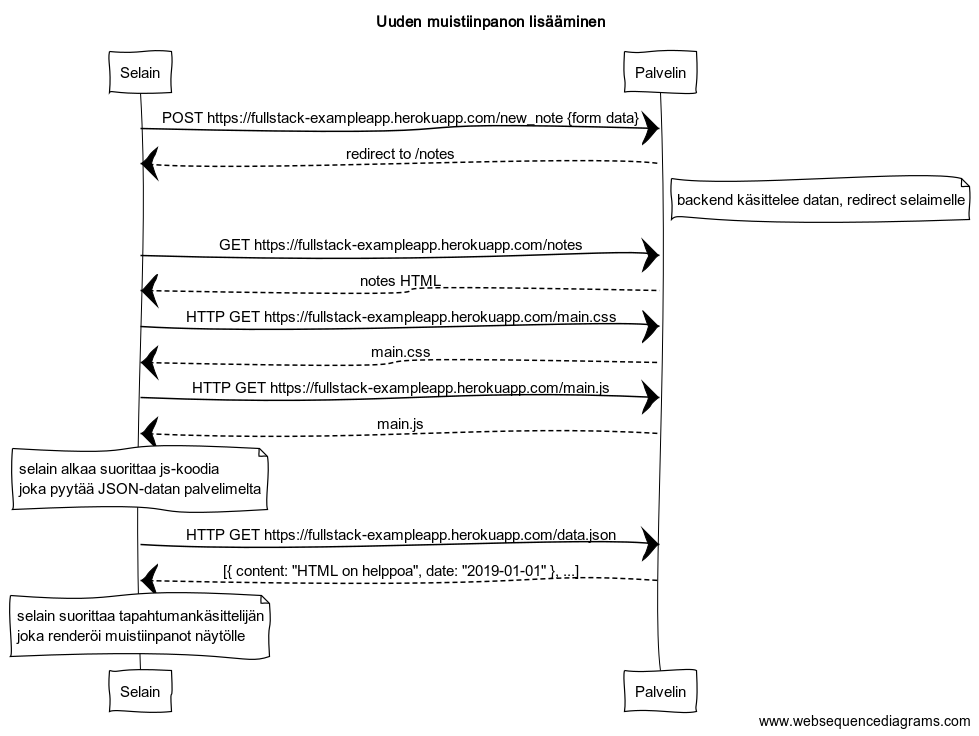 Uuden muistiinpanon lisääminen
Selain
Palvelin
POST https://fullstack-exampleapp.herokuapp.com/new_note {form data}
redirect to /notes
backend käsittelee datan, redirect selaimelle
GET https://fullstack-exampleapp.herokuapp.com/notes
notes HTML
HTTP GET https://fullstack-exampleapp.herokuapp.com/main.css
main.css
HTTP GET https://fullstack-exampleapp.herokuapp.com/main.js
main.js
selain alkaa suorittaa js-koodia
joka pyytää JSON-datan palvelimelta
HTTP GET https://fullstack-exampleapp.herokuapp.com/data.json
[{ content: "HTML on helppoa", date: "2019-01-01" }, ...]
selain suorittaa tapahtumankäsittelijän
joka renderöi muistiinpanot näytölle
Selain
Palvelin
www.websequencediagrams.com